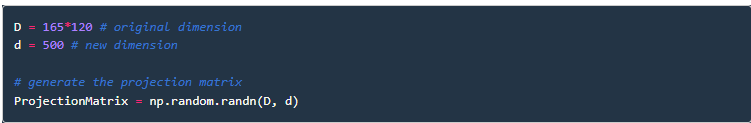 D = 165*120 # original dimension
d = 500 # new dimension
# generate the projection matrix
ProjectionMatrix = np.random.randn(D, d)